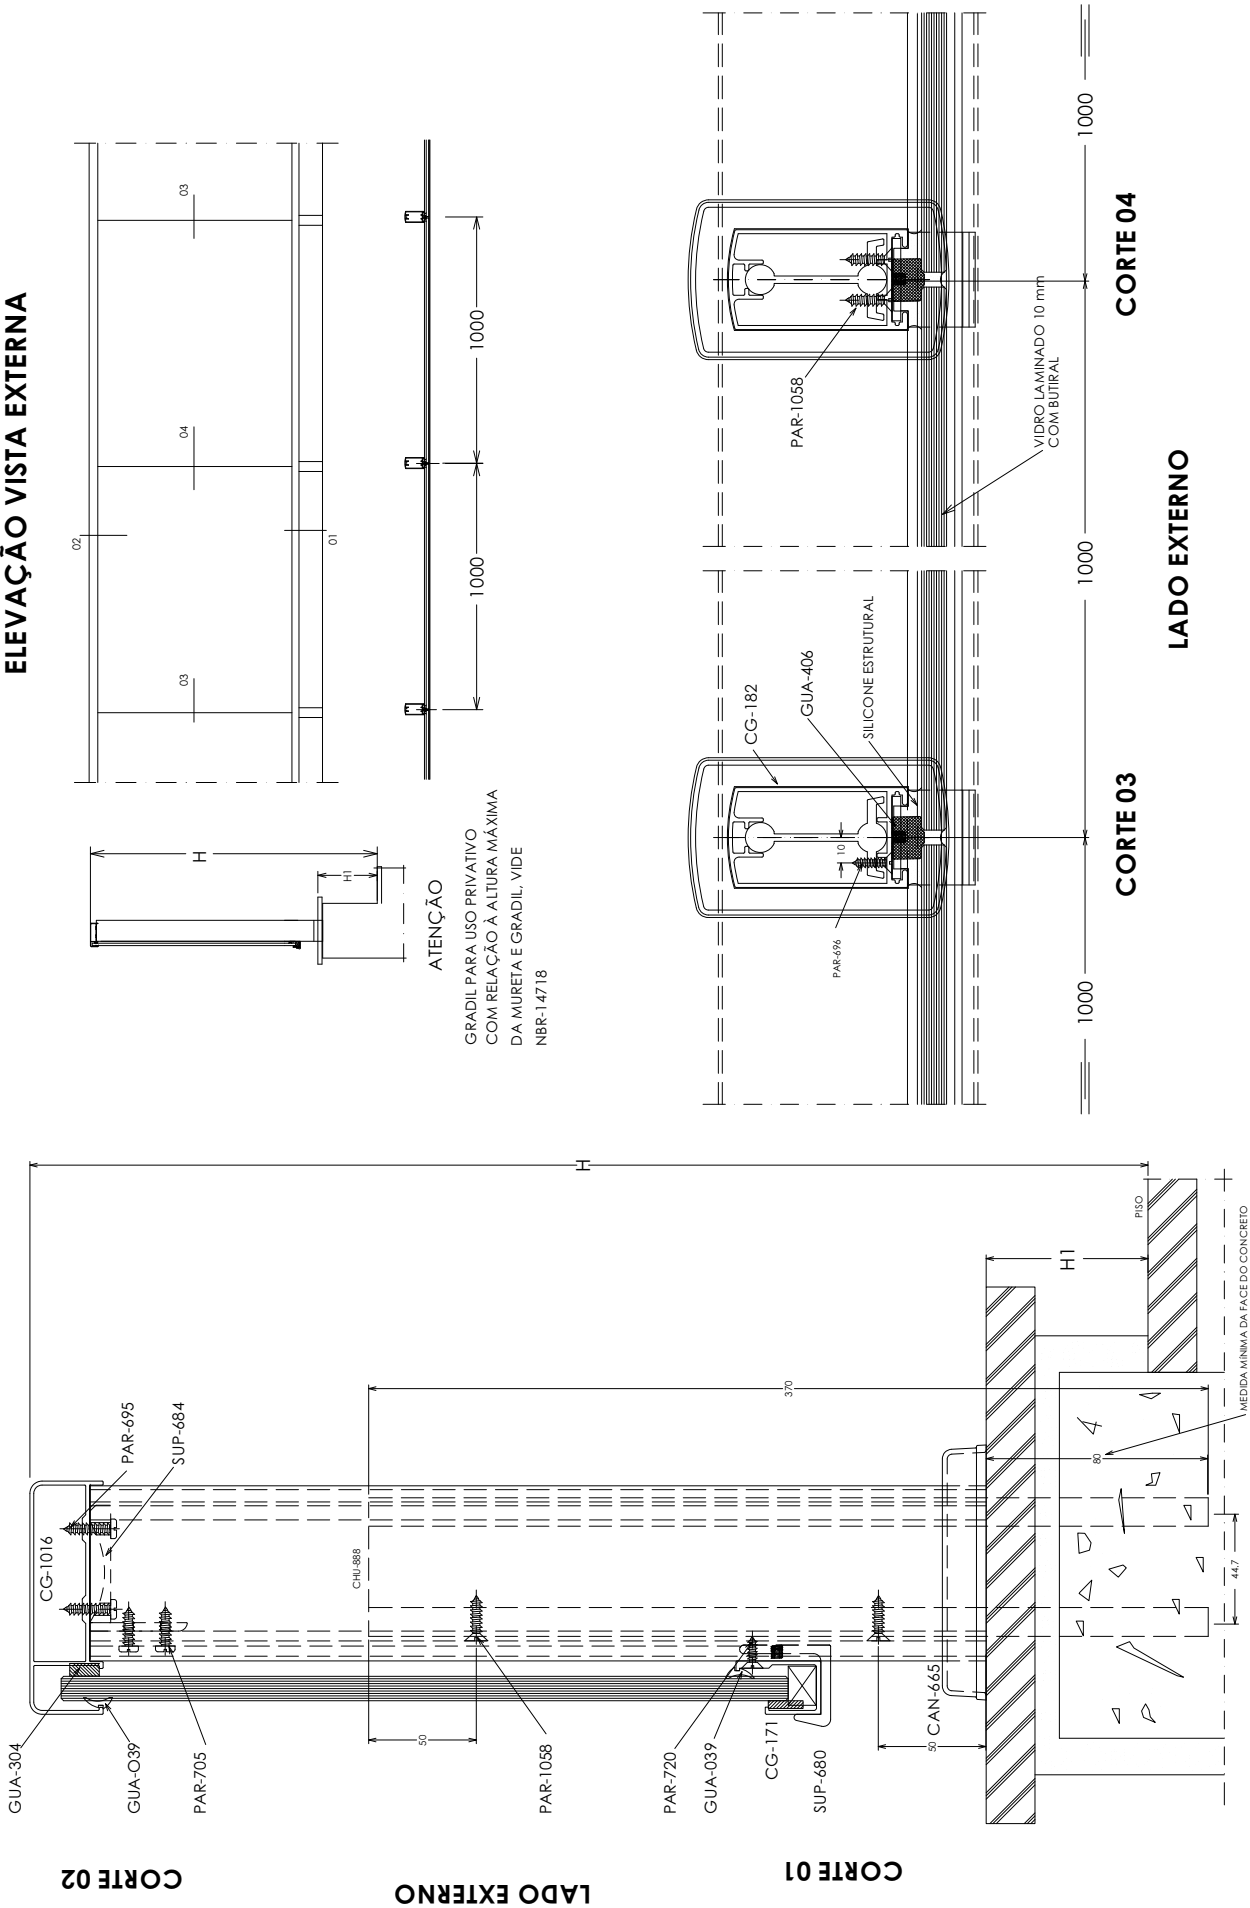 ELEVAÇÃO VISTA EXTERNA
02
03
04
03
01
1000
1000
H
H1
ATENÇÃO
GRADIL PARA USO PRIVATIVO
COM RELAÇÃO À ALTURA MÁXIMA
DA MURETA E GRADIL, VIDE
NBR-14718
CG-182
GUA-406
SILICONE ESTRUTURAL
PAR-696
10
PAR-1058
VIDRO LAMINADO 10 mm
COM BUTIRAL
1000
1000
1000
CORTE 03
CORTE 04
LADO EXTERNO
GUA-304
GUA-O39
PAR-705
CG-1016
PAR-695
SUP-684
CHU-888
50
PAR-1058
370
PAR-720
GUA-039
CG-171
SUP-680
50
CAN-665
H
H1
PISO
80
44.7
MEDIDA MÍNIMA DA FACE DO CONCRETO
CORTE 02
LADO EXTERNO
CORTE 01